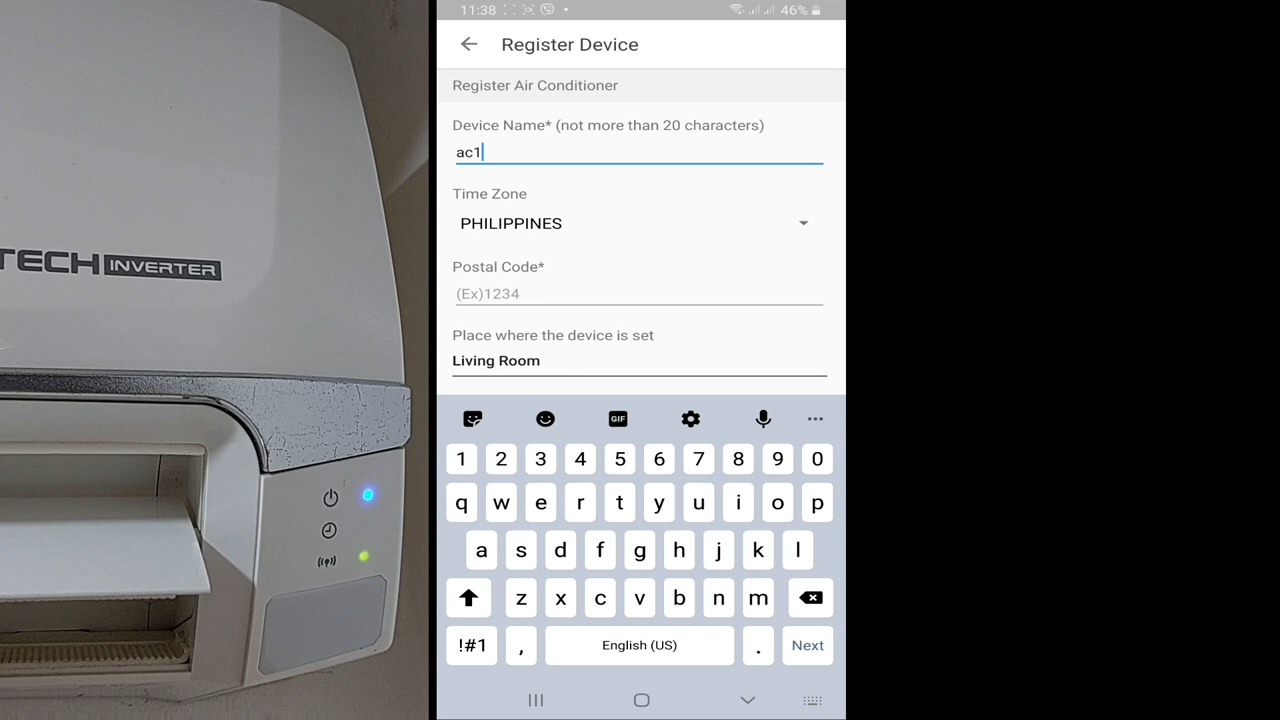 TECH INVERTER
11:38
46%
Register Device
Register Air Conditioner
Device Name* (not more than 20 characters)
ac1
Time Zone
PHILIPPINES
Postal Code*
(Ex)1234
Place where the device is set
Living Room
GIF
1 2 3 4 5 6 7 8 9 0
q w e r t y u i o p
a s d f g h j k l
z x c v b n m
!#1 , English (US) . Next